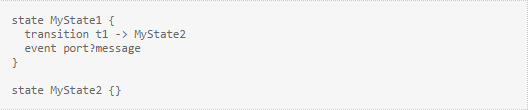 state MyState1 {
  transition t1 -> MyState2
  event port?message
}

state MyState2 {}